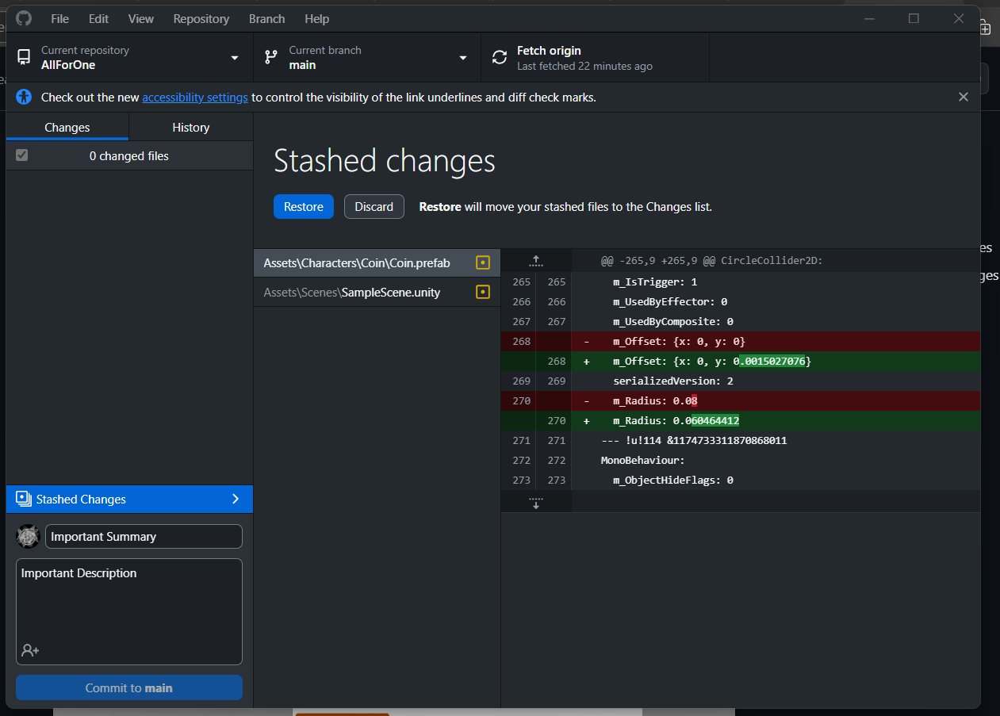 File Edit View Repository Branch Help
Current repository
AllForOne
Current branch
main
Fetch origin
Last fetched 22 minutes ago
Check out the new accessibility settings to control the visibility of the link underlines and diff check marks.
Changes
History
0 changed files
Stashed changes
Restore
Discard
Restore will move your stashed files to the Changes list.
Assets\Characters\Coin\Coin.prefab
Assets\Scenes\SampleScene.unity
@@ -265,9 +265,9 @@ CircleCollider2D:
265 265 m_IsTrigger: 1
266 266 m_UsedByEffector: 0
267 267 m_UsedByComposite: 0
268 - m_Offset: {x: 0, y: 0}
268 + m_Offset: {x: 0, y: 0.0015027076}
269 269 serializedVersion: 2
270 - m_Radius: 0.08
270 + m_Radius: 0.060464412
271 271 --- !u!114 &1174733311870868011
272 272 MonoBehaviour:
273 273 m_ObjectHideFlags: 0
Stashed Changes
Important Summary
Important Description
Commit to main